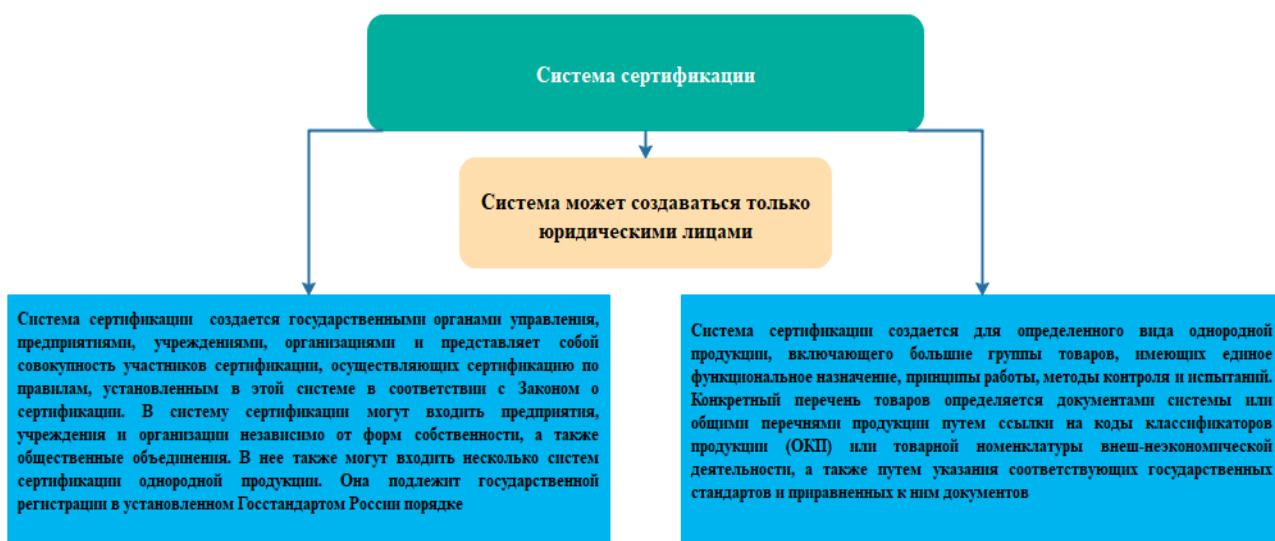 Система сертификации
Система может создаваться только
юридическими лицами
Система сертификации создается государственными органами управления,
предприятиями, учреждениями, организациями и представляет собой
совокупность участников сертификации, осуществляющих сертификацию по
правилам, установленным в этой системе в соответствии с Законом о
сертификации. В систему сертификации могут входить предприятия,
учреждения и организации независимо от форм собственности, а также
общественные объединения. В нее также могут входить несколько систем
сертификации однородной продукции. Она подлежит государственной
регистрации в установленном Госстандартом России порядке
Система сертификации создается для определенного вида однородной
продукции, включающего большие группы товаров, имеющих единое
функциональное назначение, принципы работы, методы контроля и испытаний.
Конкретный перечень товаров определяется документами системы или
общими перечнями продукции путем ссылки на коды классификаторов
продукции (ОКП) или товарной номенклатуры внеш-неэкономической
деятельности, а также путем указания соответствующих государственных
стандартов и приравненных к ним документов